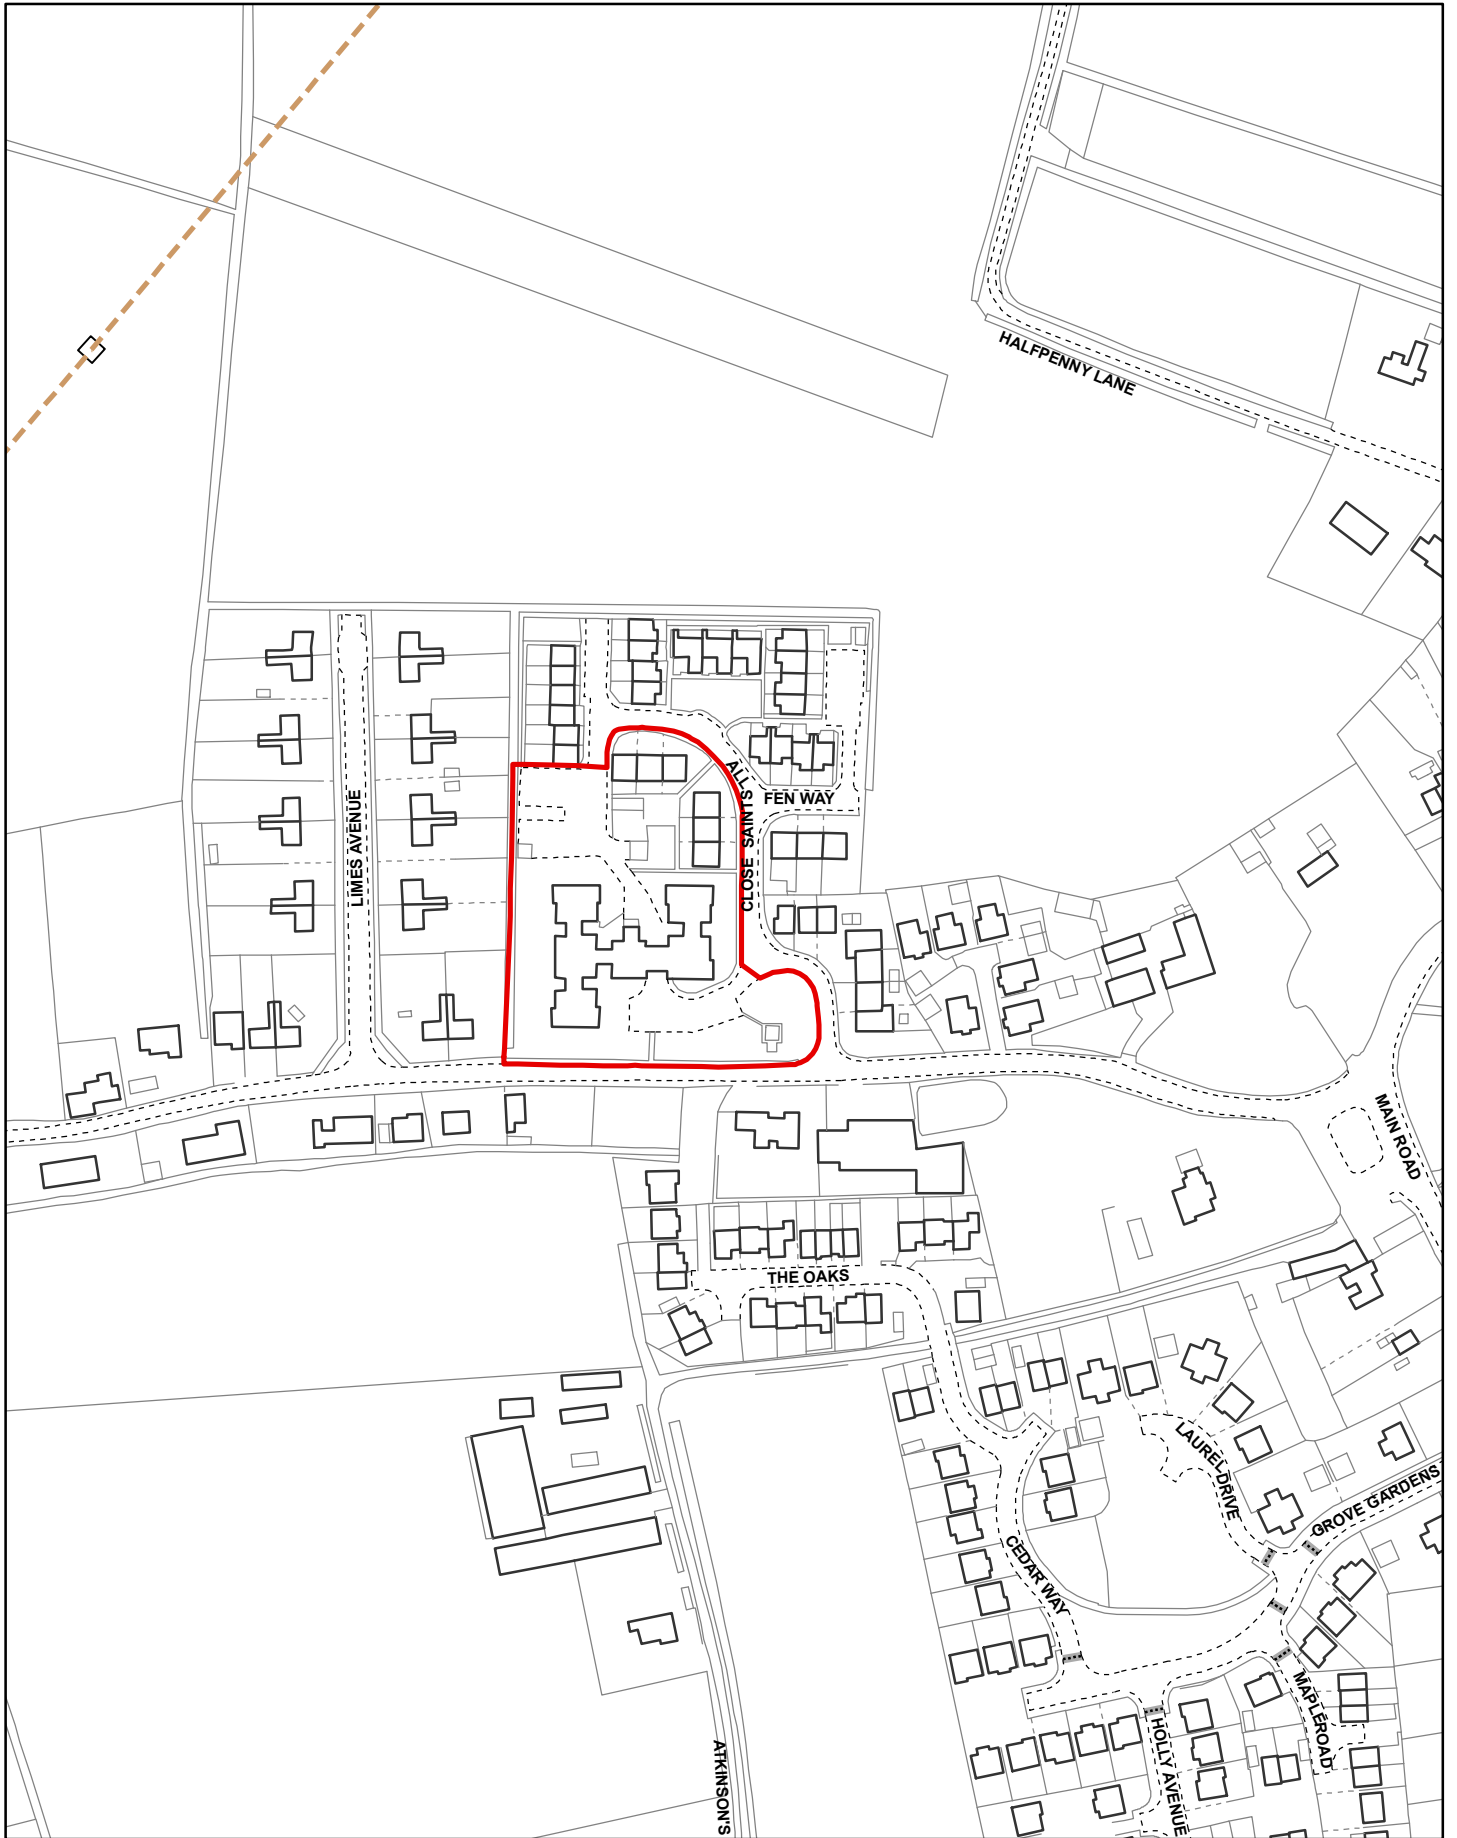 HALFPENNY LANE
LIMES AVENUE
ALL
SAINTS
CLOSE
FEN WAY
MAIN ROAD
THE OAKS
LAUREL DRIVE
GROVE GARDENS
CEDAR WAY
MAPLE ROAD
HOLLY AVENUE
ATKINSON'S